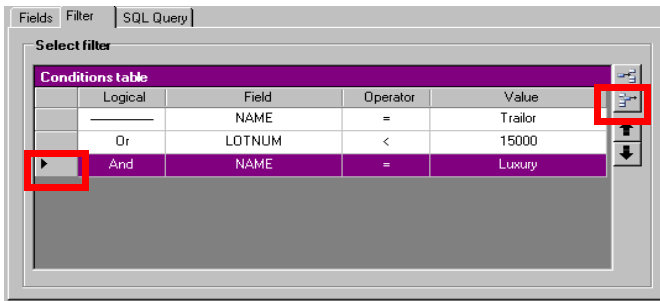 Fields Filter SQL Query
Select filter
Conditions table
Logical Field Operator Value
NAME = Trailor
Or LOTNUM < 15000
And NAME = Luxury